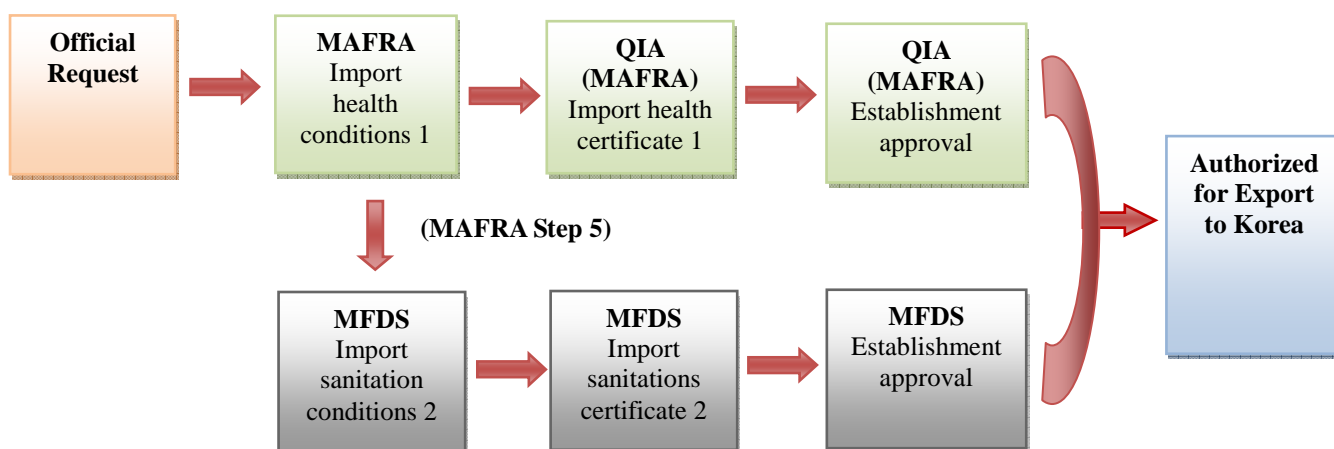 Official
Request
MAFRA
Import
health
conditions 1
QIA
(MAFRA)
Import health
certificate 1
QIA
(MAFRA)
Establishment
approval
Authorized
for Export
to Korea
(MAFRA Step 5)
MFDS
Import
sanitation
conditions 2
MFDS
Import
sanitations
certificate 2
MFDS
Establishment
approval